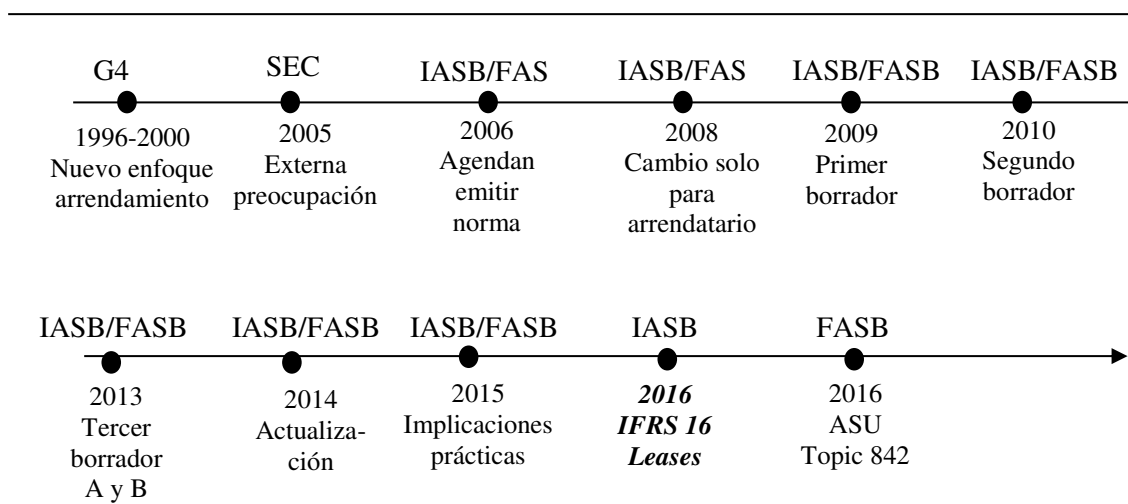 G4
1996-2000
Nuevo enfoque
arrendamiento
SEC
2005
Externa
preocupación
IASB/FAS
2006
Agendan
emitir
norma
IASB/FAS
2008
Cambio solo
para
arrendatario
IASB/FASB
2009
Primer
borrador
IASB/FASB
2010
Segundo
borrador
IASB/FASB
2013
Tercer
borrador
A y B
IASB/FASB
2014
Actualiza-
ción
IASB/FASB
2015
Implicaciones
prácticas
IASB
2016
IFRS 16
Leases
FASB
2016
ASU
Topic 842